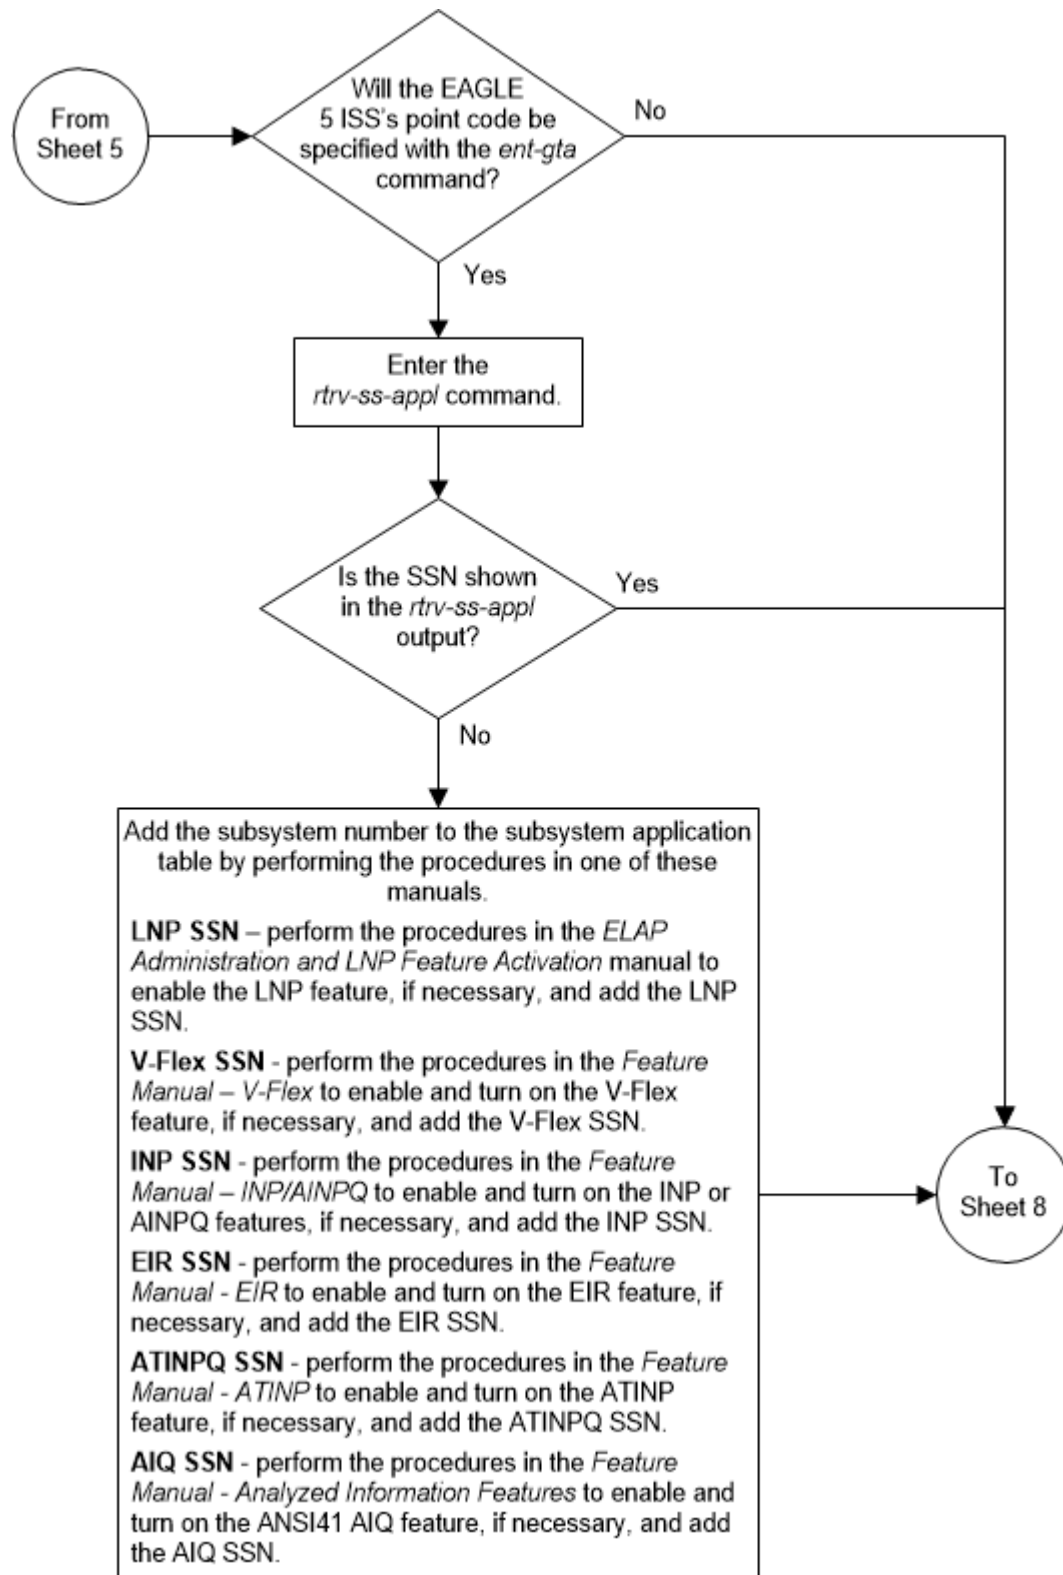 From
Sheet 5
Will the EAGLE
5 ISS's point code be
specified with the ent-gta
command?
No
Yes
Enter the
rtrv-ss-appl command.
Is the SSN shown
in the rtrv-ss-appl
output?
Yes
No
Add the subsystem number to the subsystem application
table by performing the procedures in one of these
manuals.
LNP SSN – perform the procedures in the ELAP
Administration and LNP Feature Activation manual to
enable the LNP feature, if necessary, and add the LNP
SSN.
V-Flex SSN - perform the procedures in the Feature
Manual – V-Flex to enable and turn on the V-Flex
feature, if necessary, and add the V-Flex SSN.
INP SSN - perform the procedures in the Feature
Manual – INP/AINPQ to enable and turn on the INP or
AINPQ features, if necessary, and add the INP SSN.
EIR SSN - perform the procedures in the Feature
Manual - EIR to enable and turn on the EIR feature, if
necessary, and add the EIR SSN.
ATINPQ SSN - perform the procedures in the Feature
Manual - ATINP to enable and turn on the ATINP
feature, if necessary, and add the ATINPQ SSN.
AIQ SSN - perform the procedures in the Feature
Manual - Analyzed Information Features to enable and
turn on the ANSI41 AIQ feature, if necessary, and add
the AIQ SSN.
To
Sheet 8